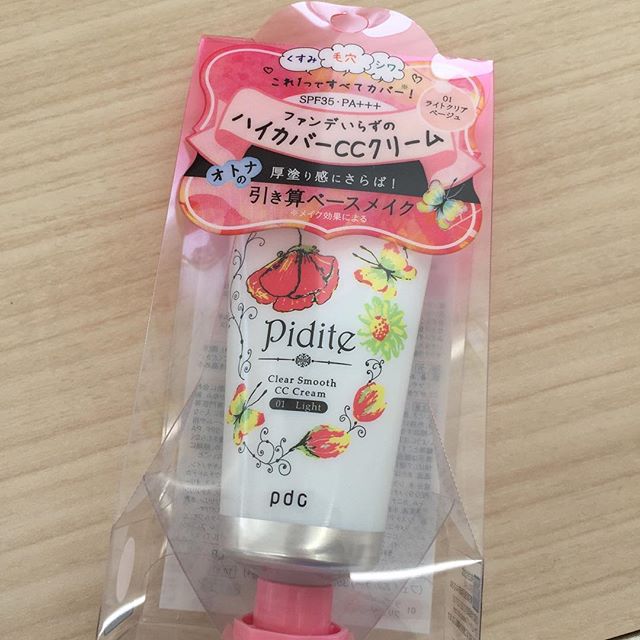 くすみ 毛穴 シワ
これ1つですべてカバー!※
SPF35・PA+++
01
ライトクリア
ベージュ
ファンデいらずの
ハイカバーCCクリーム
オトナの
厚塗り感にさらば!
引き算ベースメイク
※メイク効果による
Pidite
Clear Smooth
CC Cream
01 Light
pdc